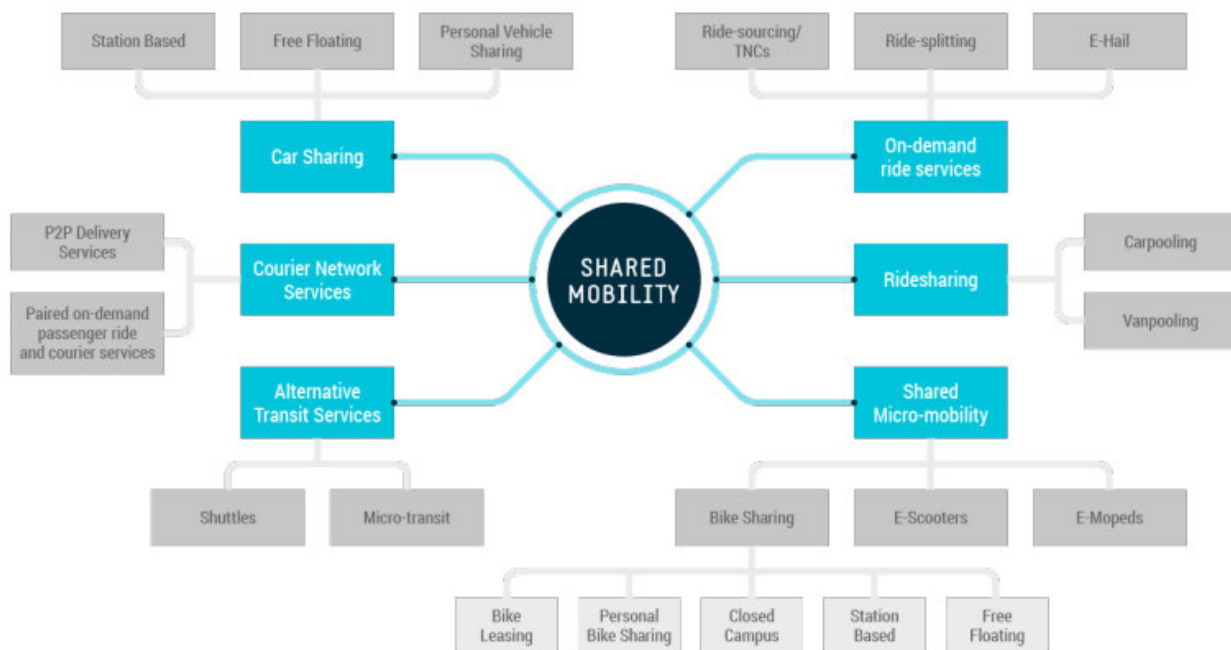 Station Based
Free Floating
Personal Vehicle
Sharing
Ride-sourcing/
TNCs
Ride-splitting
E-Hail
Car Sharing
On-demand
ride services
P2P Delivery
Services
Courier Network
Services
SHARED
MOBILITY
Ridesharing
Carpooling
Paired on-demand
passenger ride
and courier services
Vanpooling
Alternative
Transit Services
Shared
Micro-mobility
Shuttles
Micro-transit
Bike Sharing
E-Scooters
E-Mopeds
Bike
Leasing
Personal
Bike Sharing
Closed
Campus
Station
Based
Free
Floating